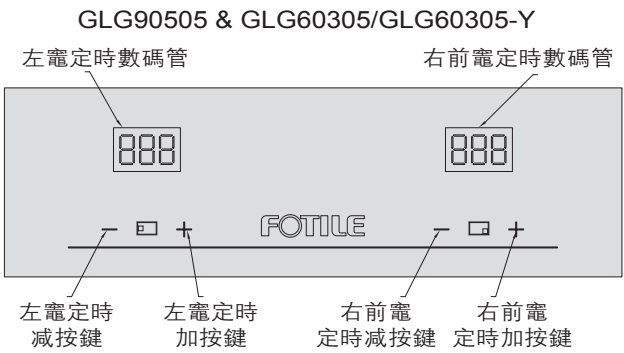 GLG90505 & GLG60305/GLG60305-Y
左竈定時數碼管
右前竈定時數碼管
888
888
− +
FOTILE
− +
左竈定時
减按鍵
左竈定時
加按鍵
右前竈
定時减按鍵
右前竈
定時加按鍵